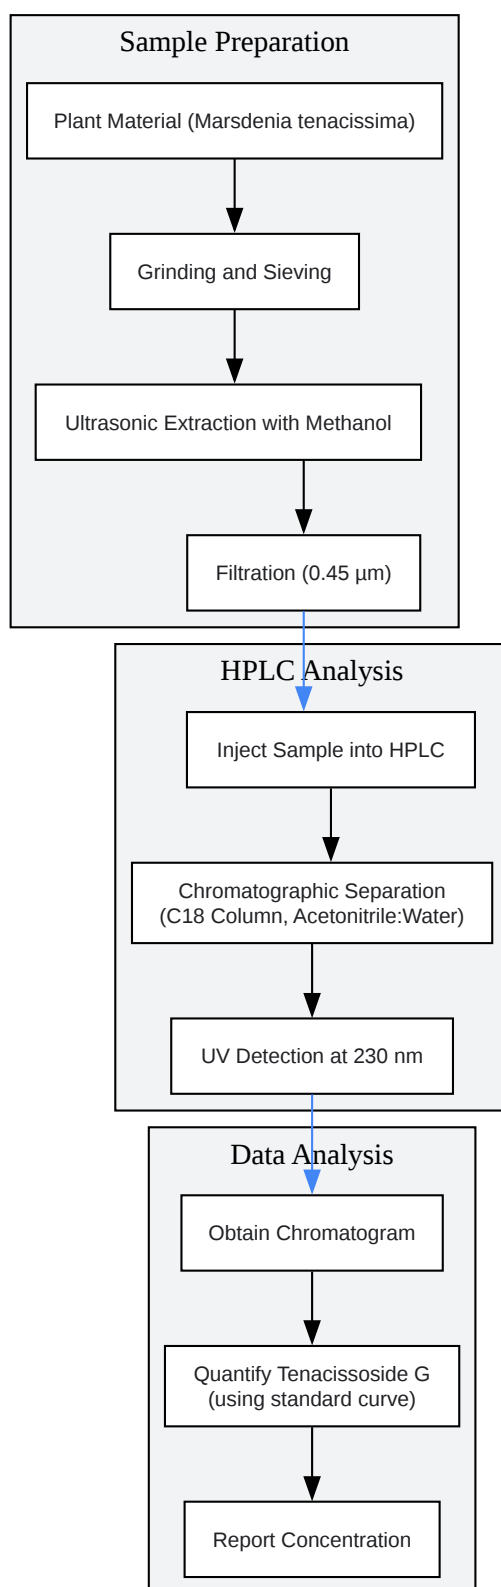 Sample Preparation
Plant Material (Marsdenia tenacissima)
Grinding and Sieving
Ultrasonic Extraction with Methanol
Filtration (0.45 µm)
HPLC Analysis
Inject Sample into HPLC
Chromatographic Separation
(C18 Column, Acetonitrile:Water)
UV Detection at 230 nm
Data Analysis
Obtain Chromatogram
Quantify Tenacissoside G
(using standard curve)
Report Concentration